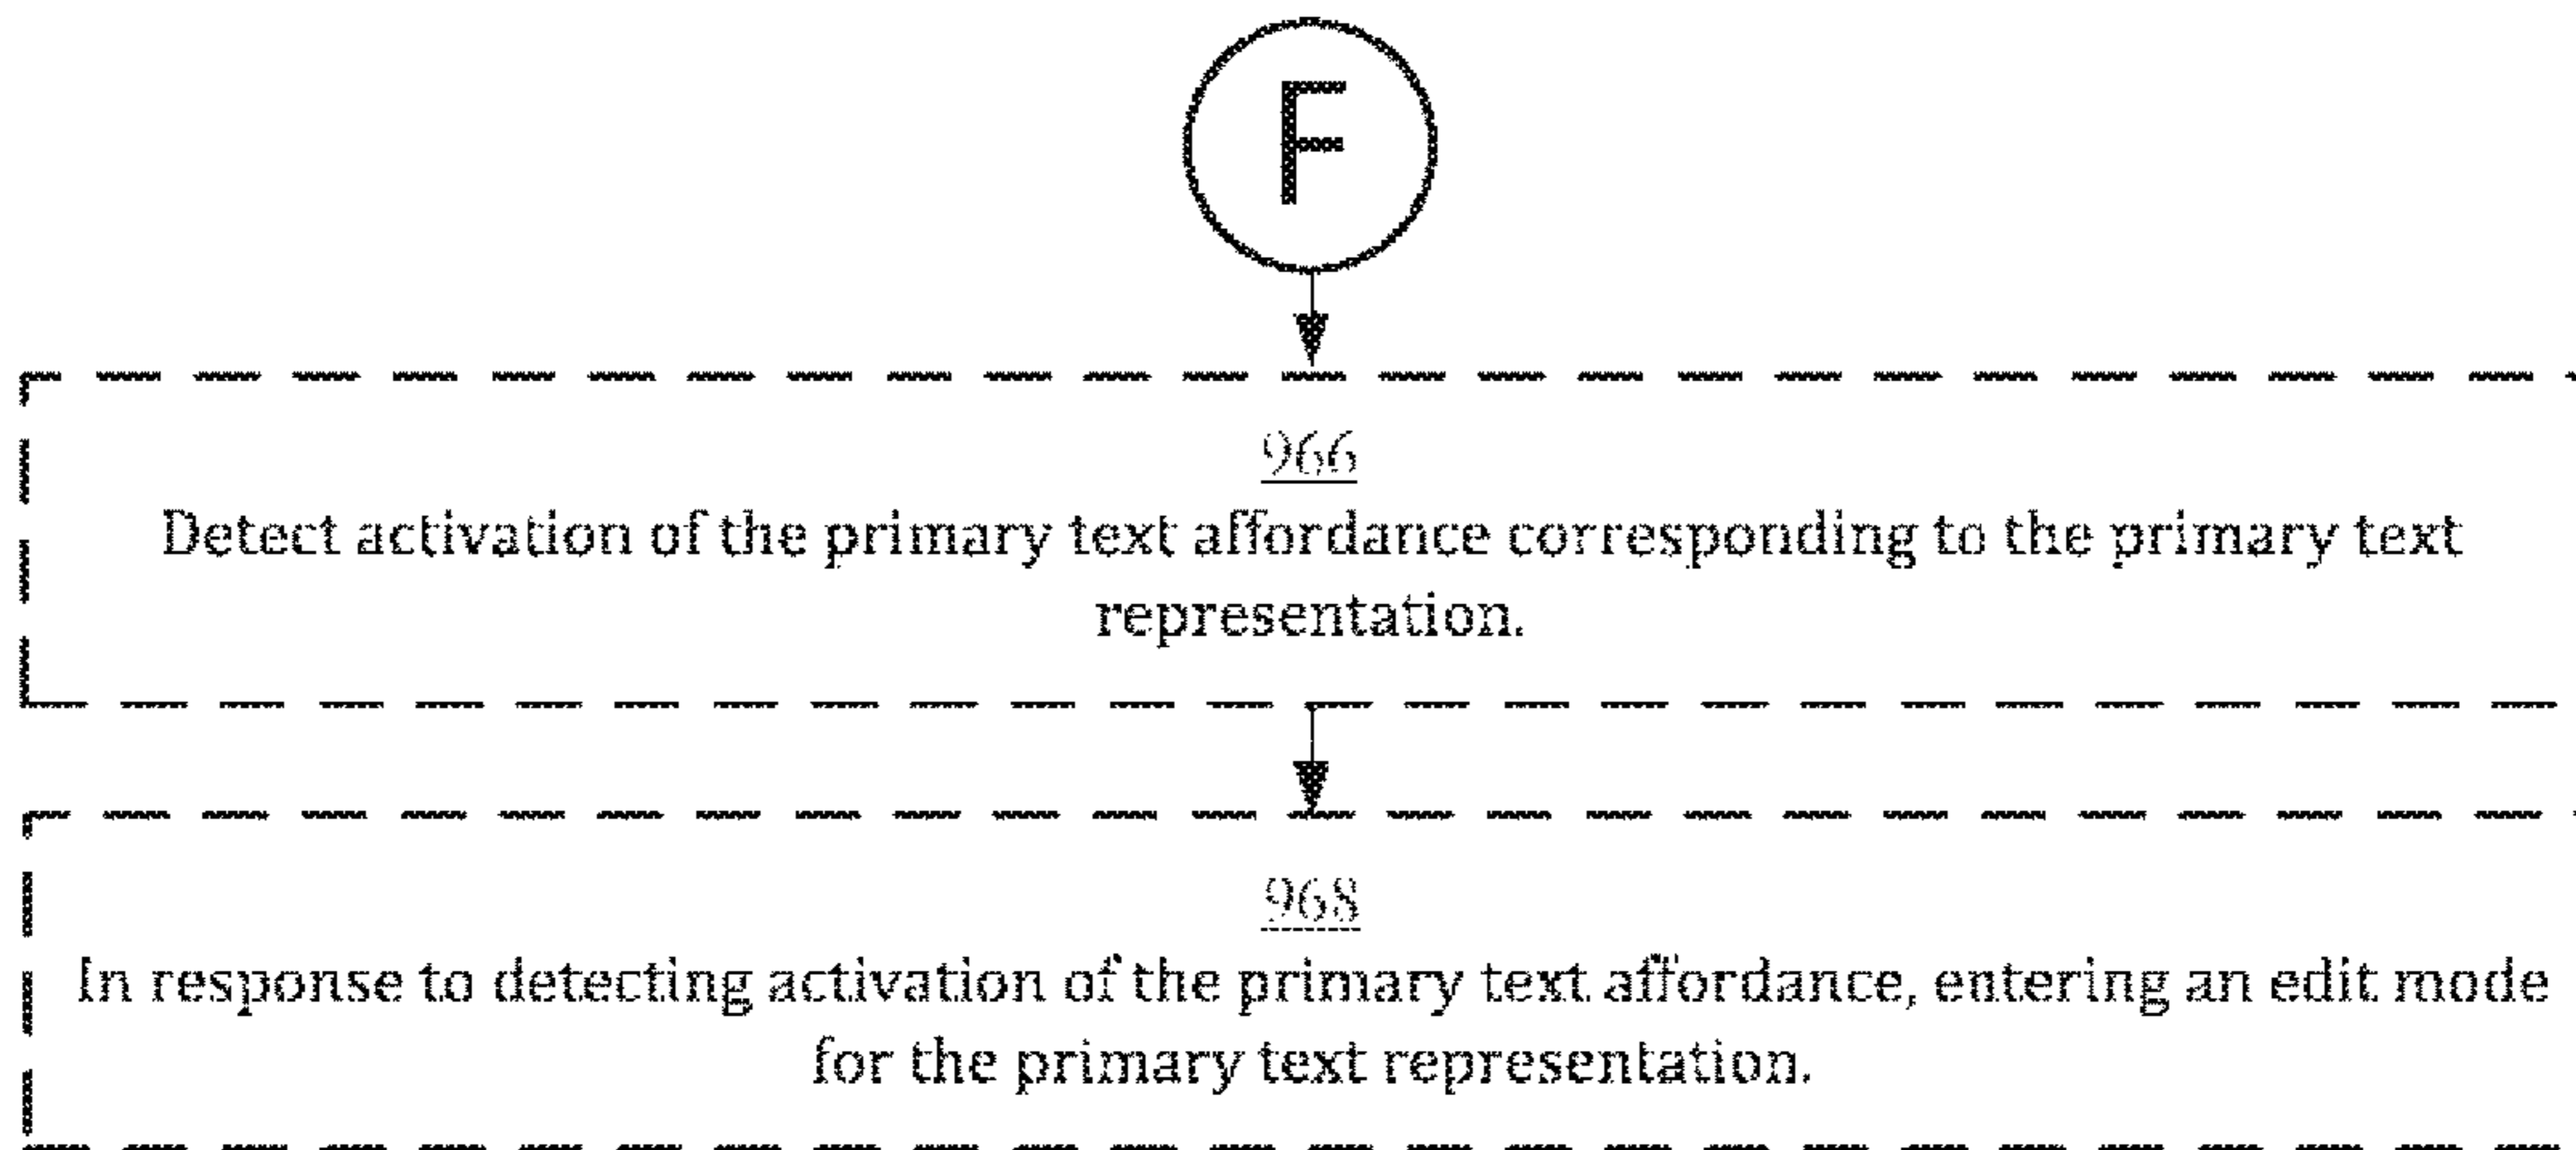 F
966
Detect activation of the primary text affordance corresponding to the primary text
representation.
968
In response to detecting activation of the primary text affordance, entering an edit mode
for the primary text representation.